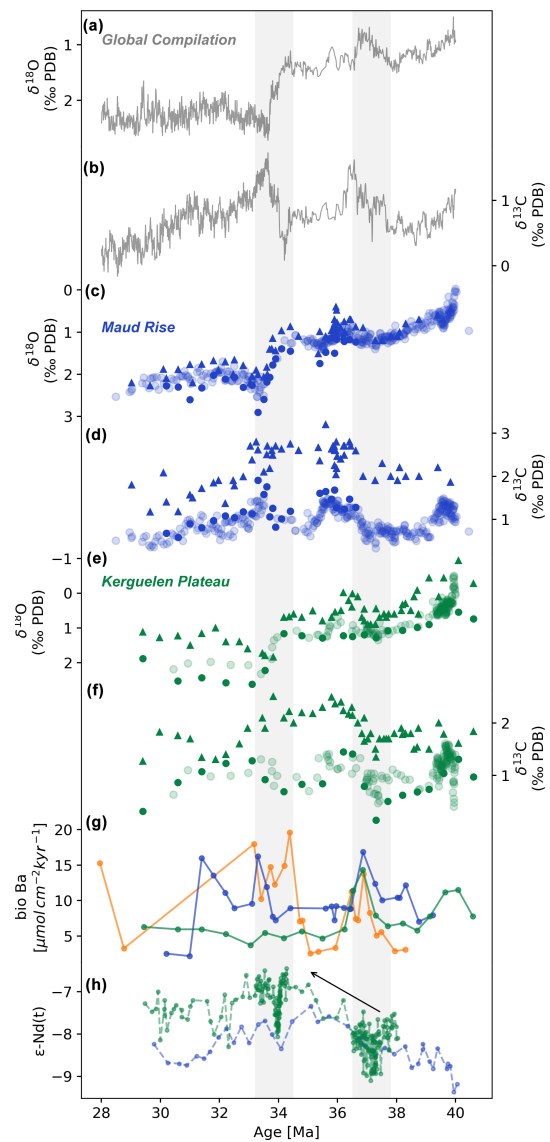 (a)
Global Compilation
1
2
δ¹⁸O
(‰ PDB)
(b)
1
0
δ¹³C
(‰ PDB)
(c)
Maud Rise
0
1
2
3
δ¹⁸O
(‰ PDB)
(d)
3
2
1
δ¹³C
(‰ PDB)
(e)
Kerguelen Plateau
−1
0
1
2
δ¹⁸O
(‰ PDB)
(f)
2
1
δ¹³C
(‰ PDB)
(g)
20
15
10
5
bio Ba
[μmol cm⁻² kyr⁻¹]
(h)
−7
−8
−9
ε-Nd(t)
28 30 32 34 36 38 40
Age [Ma]